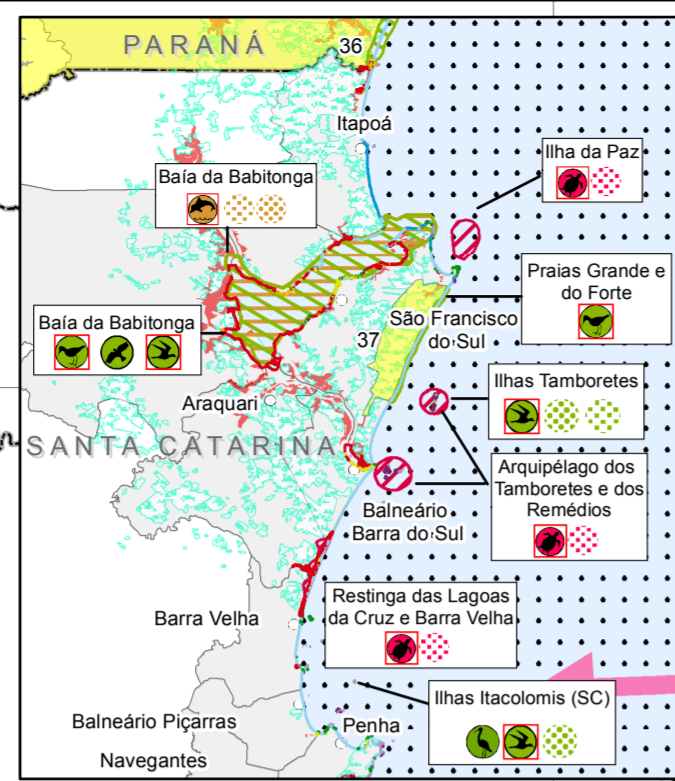 PARANÁ
36
Itapoá
Ilha da Paz
Baía da Babitonga
Praias Grande e
do Forte
Baía da Babitonga
37
São Francisco
do Sul
Ilhas Tamboretes
Araquari
SANTA CATARINA
Arquipélago dos
Tamboretes e dos
Remédios
Balneário
Barra do Sul
Restinga das Lagoas
da Cruz e Barra Velha
Barra Velha
Ilhas Itacolomis (SC)
Balneário Piçarras
Penha
Navegantes